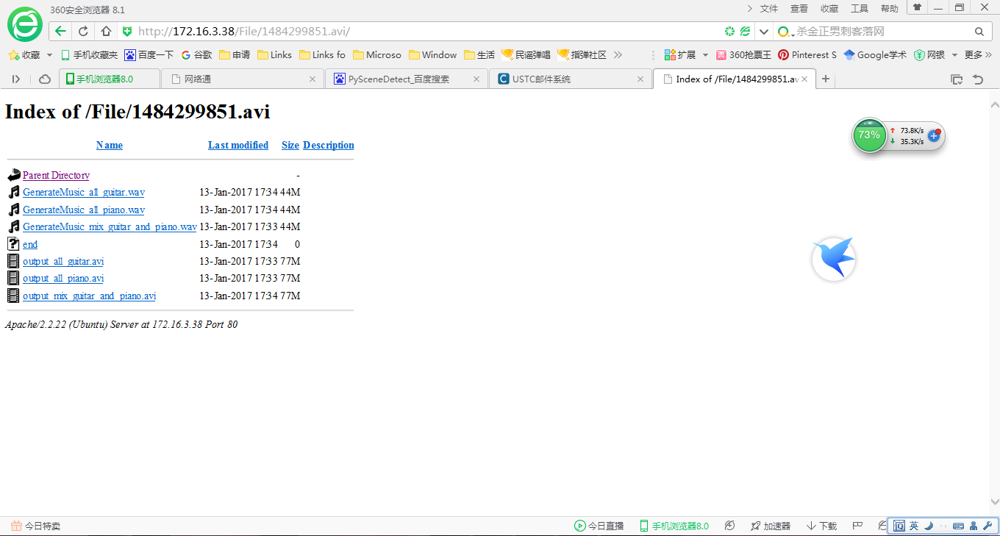 360安全浏览器 8.1 文件 查看 收藏 工具 帮助
http://172.16.3.38/File/1484299851.avi/ 杀金正男刺客落网
收藏 手机收藏夹 百度一下 谷歌 申请 Links Links fo Microso Window 生活 民谣弹唱 指弹社区 扩展 360抢票王 Pinterest S Google学术 网银 更多
手机浏览器8.0 网络通 PySceneDetect_百度搜索 USTC邮件系统 Index of /File/1484299851.av
Index of /File/1484299851.avi
73% 73.8K/s
35.3K/s
Name Last modified Size Description
Parent Directory -
GenerateMusic_all_guitar.wav 13-Jan-2017 17:34 44M
GenerateMusic_all_piano.wav 13-Jan-2017 17:34 44M
GenerateMusic_mix_guitar_and_piano.wav 13-Jan-2017 17:33 44M
end 13-Jan-2017 17:34 0
output_all_guitar.avi 13-Jan-2017 17:33 77M
output_all_piano.avi 13-Jan-2017 17:33 77M
output_mix_guitar_and_piano.avi 13-Jan-2017 17:34 77M
Apache/2.2.22 (Ubuntu) Server at 172.16.3.38 Port 80
今日特卖 今日直播 手机浏览器8.0 加速器 下载 英